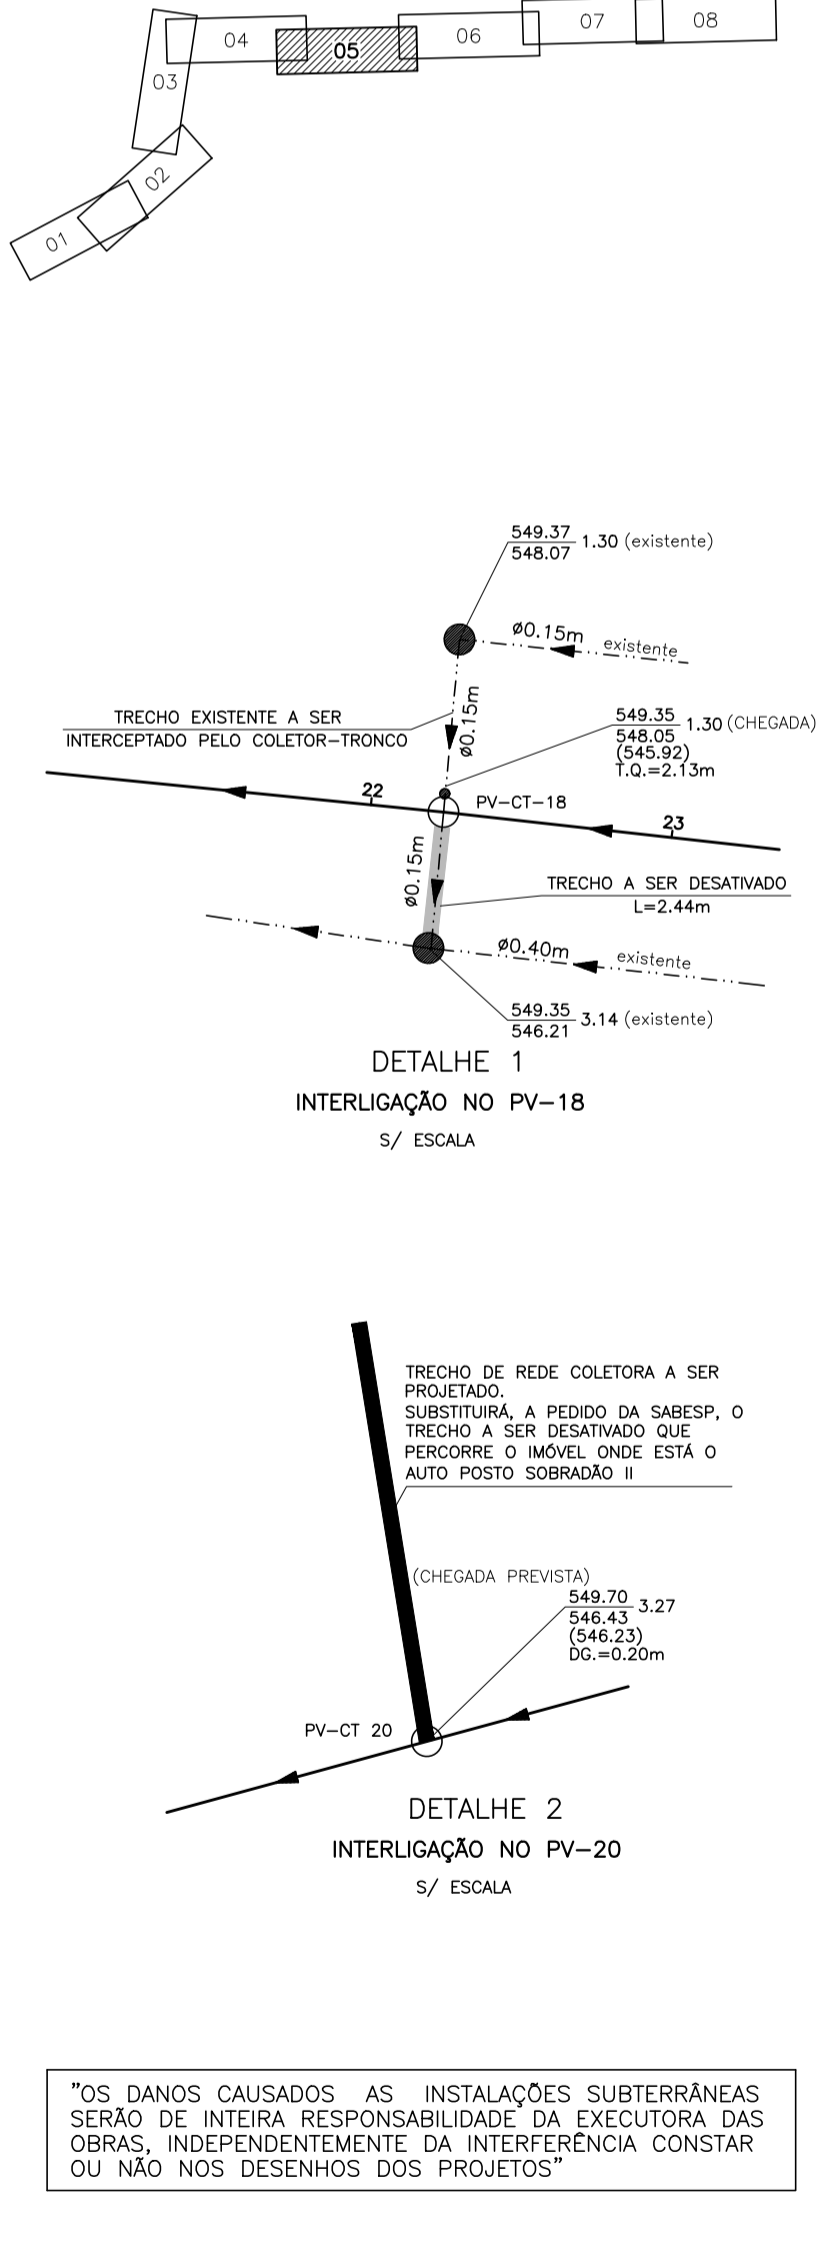 07
08
04
05
06
03
02
01
549.37
548.07
1.30 (existente)
ø0.15m
existente
ø0.15m
TRECHO EXISTENTE A SER
INTERCEPTADO PELO COLETOR-TRONCO
549.35
548.05
1.30 (CHEGADA)
(545.92)
T.Q.=2.13m
22
PV-CT-18
23
ø0.15m
TRECHO A SER DESATIVADO
L=2.44m
ø0.40m
existente
549.35
546.21
3.14 (existente)
DETALHE 1
INTERLIGAÇÃO NO PV-18
S/ ESCALA
TRECHO DE REDE COLETORA A SER
PROJETADO.
SUBSTITUIRÁ, A PEDIDO DA SABESP, O
TRECHO A SER DESATIVADO QUE
PERCORRE O IMÓVEL ONDE ESTÁ O
AUTO POSTO SOBRADÃO II
(CHEGADA PREVISTA)
549.70
546.43
3.27
(546.23)
DG.=0.20m
PV-CT 20
DETALHE 2
INTERLIGAÇÃO NO PV-20
S/ ESCALA
"OS DANOS CAUSADOS AS INSTALAÇÕES SUBTERRÂNEAS
SERÃO DE INTEIRA RESPONSABILIDADE DA EXECUTORA DAS
OBRAS, INDEPENDENTEMENTE DA INTERFERÊNCIA CONSTAR
OU NÃO NOS DESENHOS DOS PROJETOS"